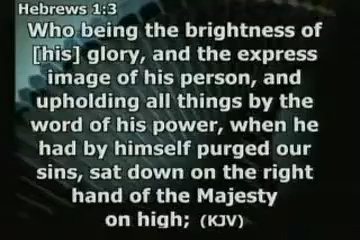 Hebrews 1:3
Who being the brightness of
[his] glory, and the express
image of his person, and
upholding all things by the
word of his power, when he
had by himself purged our
sins, sat down on the right
hand of the Majesty
on high; (KJV)